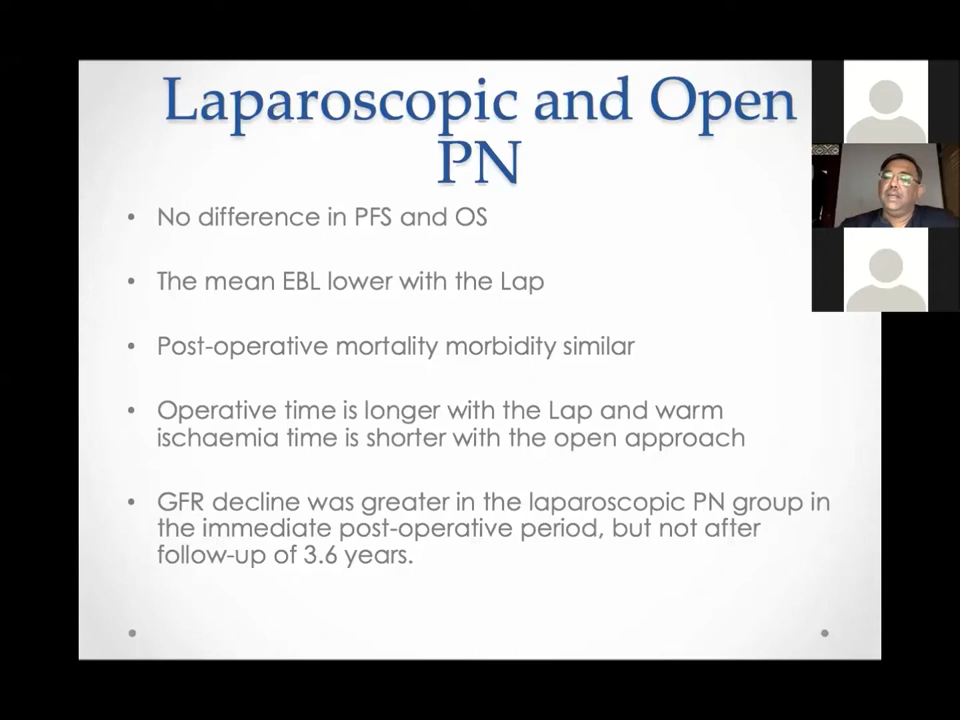 Laparoscopic and Open
PN
• No difference in PFS and OS
• The mean EBL lower with the Lap
• Post-operative mortality morbidity similar
• Operative time is longer with the Lap and warm
ischaemia time is shorter with the open approach
• GFR decline was greater in the laparoscopic PN group in
the immediate post-operative period, but not after
follow-up of 3.6 years.